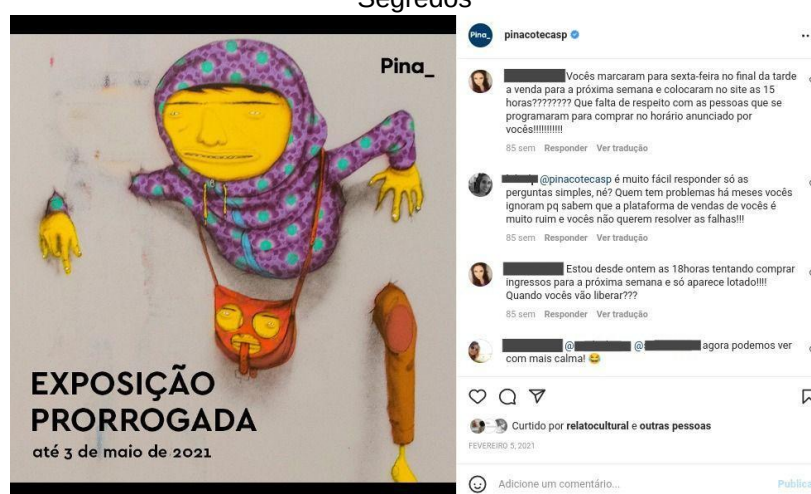 Segredos
Pina_
EXPOSIÇÃO
PRORROGADA
até 3 de maio de 2021
Pina_
pinacotecasp
Vocês marcaram para sexta-feira no final da tarde
a venda para a próxima semana e colocaram no site as 15
horas???????? Que falta de respeito com as pessoas que se
programaram para comprar no horário anunciado por
vocês!!!!!!!!!!!
85 sem Responder Ver tradução
@pinacotecasp é muito fácil responder só as
perguntas simples, né? Quem tem problemas há meses vocês
ignoram pq sabem que a plataforma de vendas de vocês é
muito ruim e vocês não querem resolver as falhas!!!
85 sem Responder Ver tradução
Estou desde ontem as 18horas tentando comprar
ingressos para a próxima semana e só aparece lotado!!!!
Quando vocês vão liberar???
85 sem Responder Ver tradução
@ @ agora podemos ver
com mais calma! 😂
Curtido por relatocultural e outras pessoas
FEVEREIRO 5, 2021
Adicione um comentário...